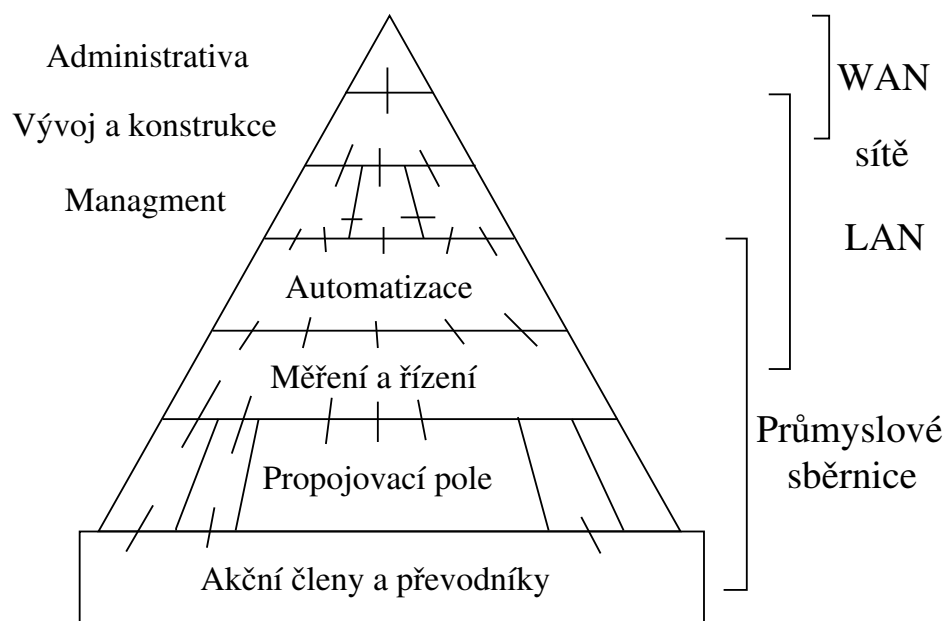 Administrativa
WAN
Vývoj a konstrukce
sítě
Managment
LAN
Automatizace
Měření a řízení
Průmyslové
sběrnice
Propojovací pole
Akční členy a převodníky